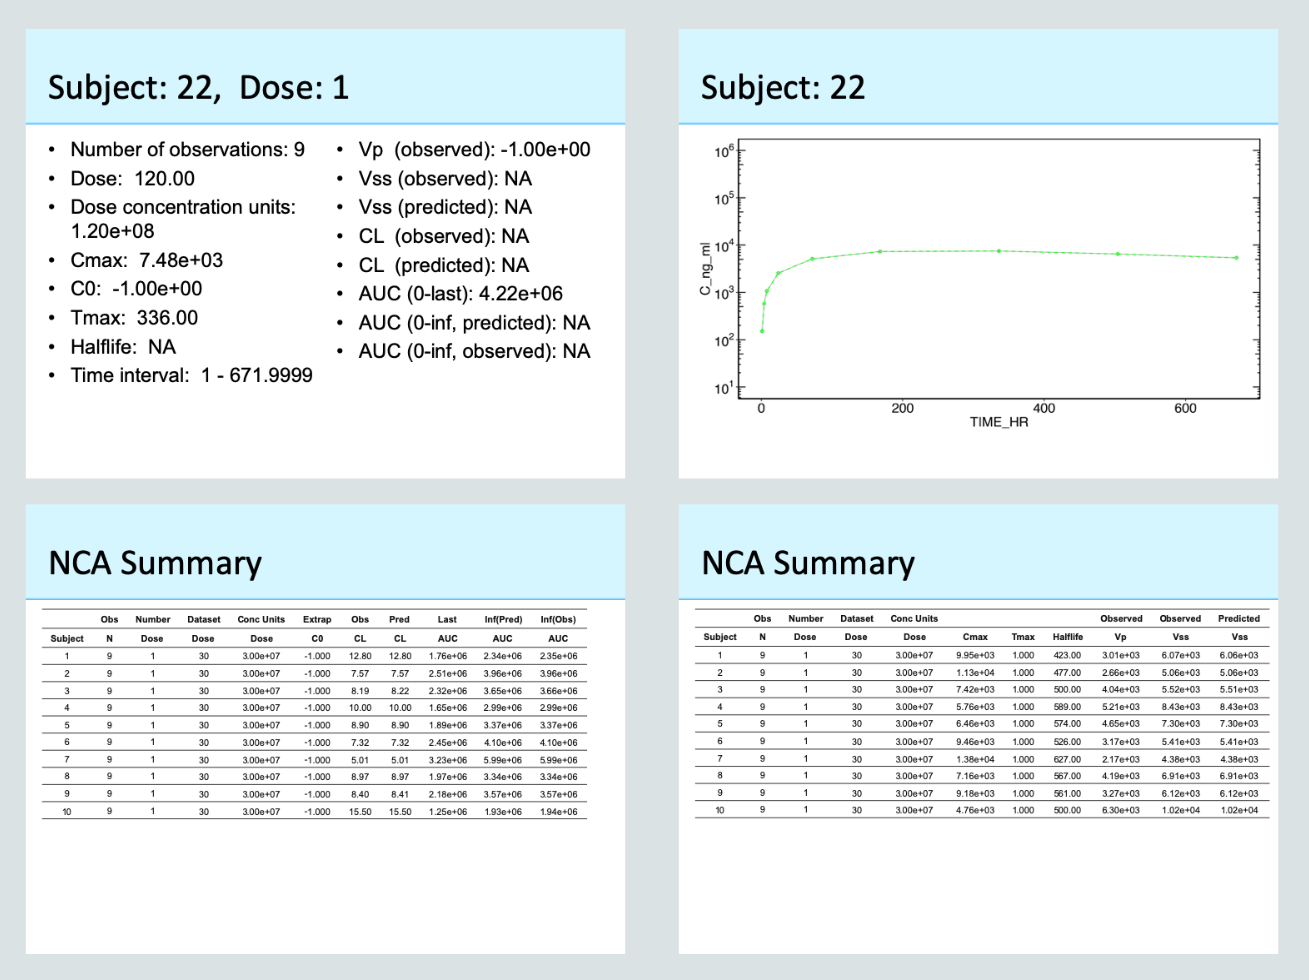 Subject: 22,  Dose: 1
• Number of observations: 9
• Dose:  120.00
• Dose concentration units:
1.20e+08
• Cmax:  7.48e+03
• C0:  -1.00e+00
• Tmax:  336.00
• Halflife:  NA
• Time interval:  1 - 671.9999
• Vp  (observed): -1.00e+00
• Vss (observed): NA
• Vss (predicted): NA
• CL  (observed): NA
• CL  (predicted): NA
• AUC (0-last): 4.22e+06
• AUC (0-inf, predicted): NA
• AUC (0-inf, observed): NA
Subject: 22
C_ng_ml
10^6
10^5
10^4
10^3
10^2
10^1
0 200 400 600
TIME_HR
NCA Summary
Obs Number Dataset Conc Units Extrap Obs Pred Last Inf(Pred) Inf(Obs)
Subject N Dose Dose Dose C0 CL CL AUC AUC AUC
1 9 1 30 3.00e+07 -1.000 12.80 12.80 1.76e+06 2.34e+06 2.35e+06
2 9 1 30 3.00e+07 -1.000 7.57 7.57 2.51e+06 3.96e+06 3.96e+06
3 9 1 30 3.00e+07 -1.000 8.19 8.22 2.32e+06 3.65e+06 3.66e+06
4 9 1 30 3.00e+07 -1.000 10.00 10.00 1.65e+06 2.99e+06 2.99e+06
5 9 1 30 3.00e+07 -1.000 8.90 8.90 1.89e+06 3.37e+06 3.37e+06
6 9 1 30 3.00e+07 -1.000 7.32 7.32 2.45e+06 4.10e+06 4.10e+06
7 9 1 30 3.00e+07 -1.000 5.01 5.01 3.23e+06 5.99e+06 5.99e+06
8 9 1 30 3.00e+07 -1.000 8.97 8.97 1.97e+06 3.34e+06 3.34e+06
9 9 1 30 3.00e+07 -1.000 8.40 8.41 2.18e+06 3.57e+06 3.57e+06
10 9 1 30 3.00e+07 -1.000 15.50 15.50 1.25e+06 1.93e+06 1.94e+06
NCA Summary
Obs Number Dataset Conc Units Observed Observed Predicted
Subject N Dose Dose Dose Cmax Tmax Halflife Vp Vss Vss
1 9 1 30 3.00e+07 9.95e+03 1.000 423.00 3.01e+03 6.07e+03 6.06e+03
2 9 1 30 3.00e+07 1.13e+04 1.000 477.00 2.66e+03 5.06e+03 5.06e+03
3 9 1 30 3.00e+07 7.42e+03 1.000 500.00 4.04e+03 5.52e+03 5.51e+03
4 9 1 30 3.00e+07 5.76e+03 1.000 589.00 5.21e+03 8.43e+03 8.43e+03
5 9 1 30 3.00e+07 6.46e+03 1.000 574.00 4.65e+03 7.30e+03 7.30e+03
6 9 1 30 3.00e+07 9.46e+03 1.000 526.00 3.17e+03 5.41e+03 5.41e+03
7 9 1 30 3.00e+07 1.38e+04 1.000 627.00 2.17e+03 4.38e+03 4.38e+03
8 9 1 30 3.00e+07 7.16e+03 1.000 567.00 4.19e+03 6.91e+03 6.91e+03
9 9 1 30 3.00e+07 9.18e+03 1.000 561.00 3.27e+03 6.12e+03 6.12e+03
10 9 1 30 3.00e+07 4.76e+03 1.000 500.00 6.30e+03 1.02e+04 1.02e+04